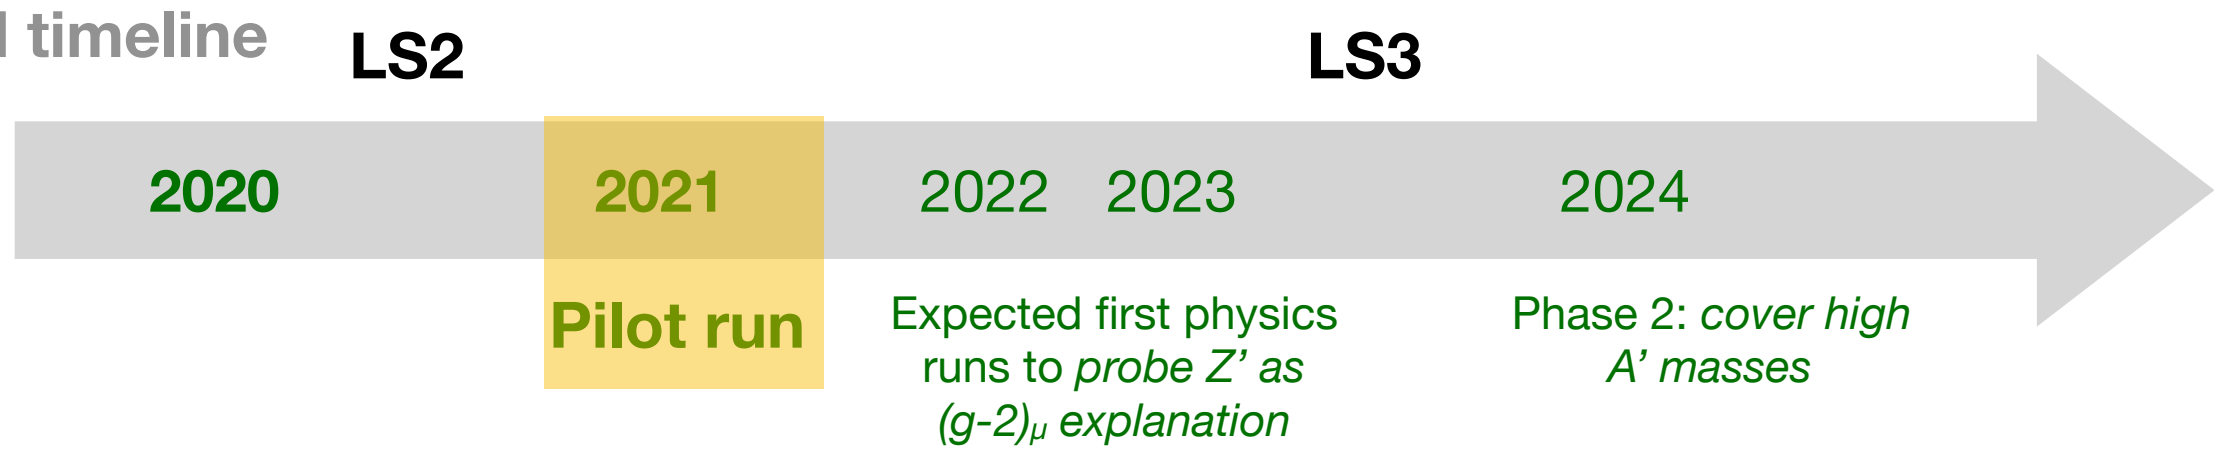 timeline
LS2 LS3
2020 2021 2022 2023 2024
Pilot run
Expected first physics
runs to probe Z’ as
(g-2)μ explanation
Phase 2: cover high
A’ masses